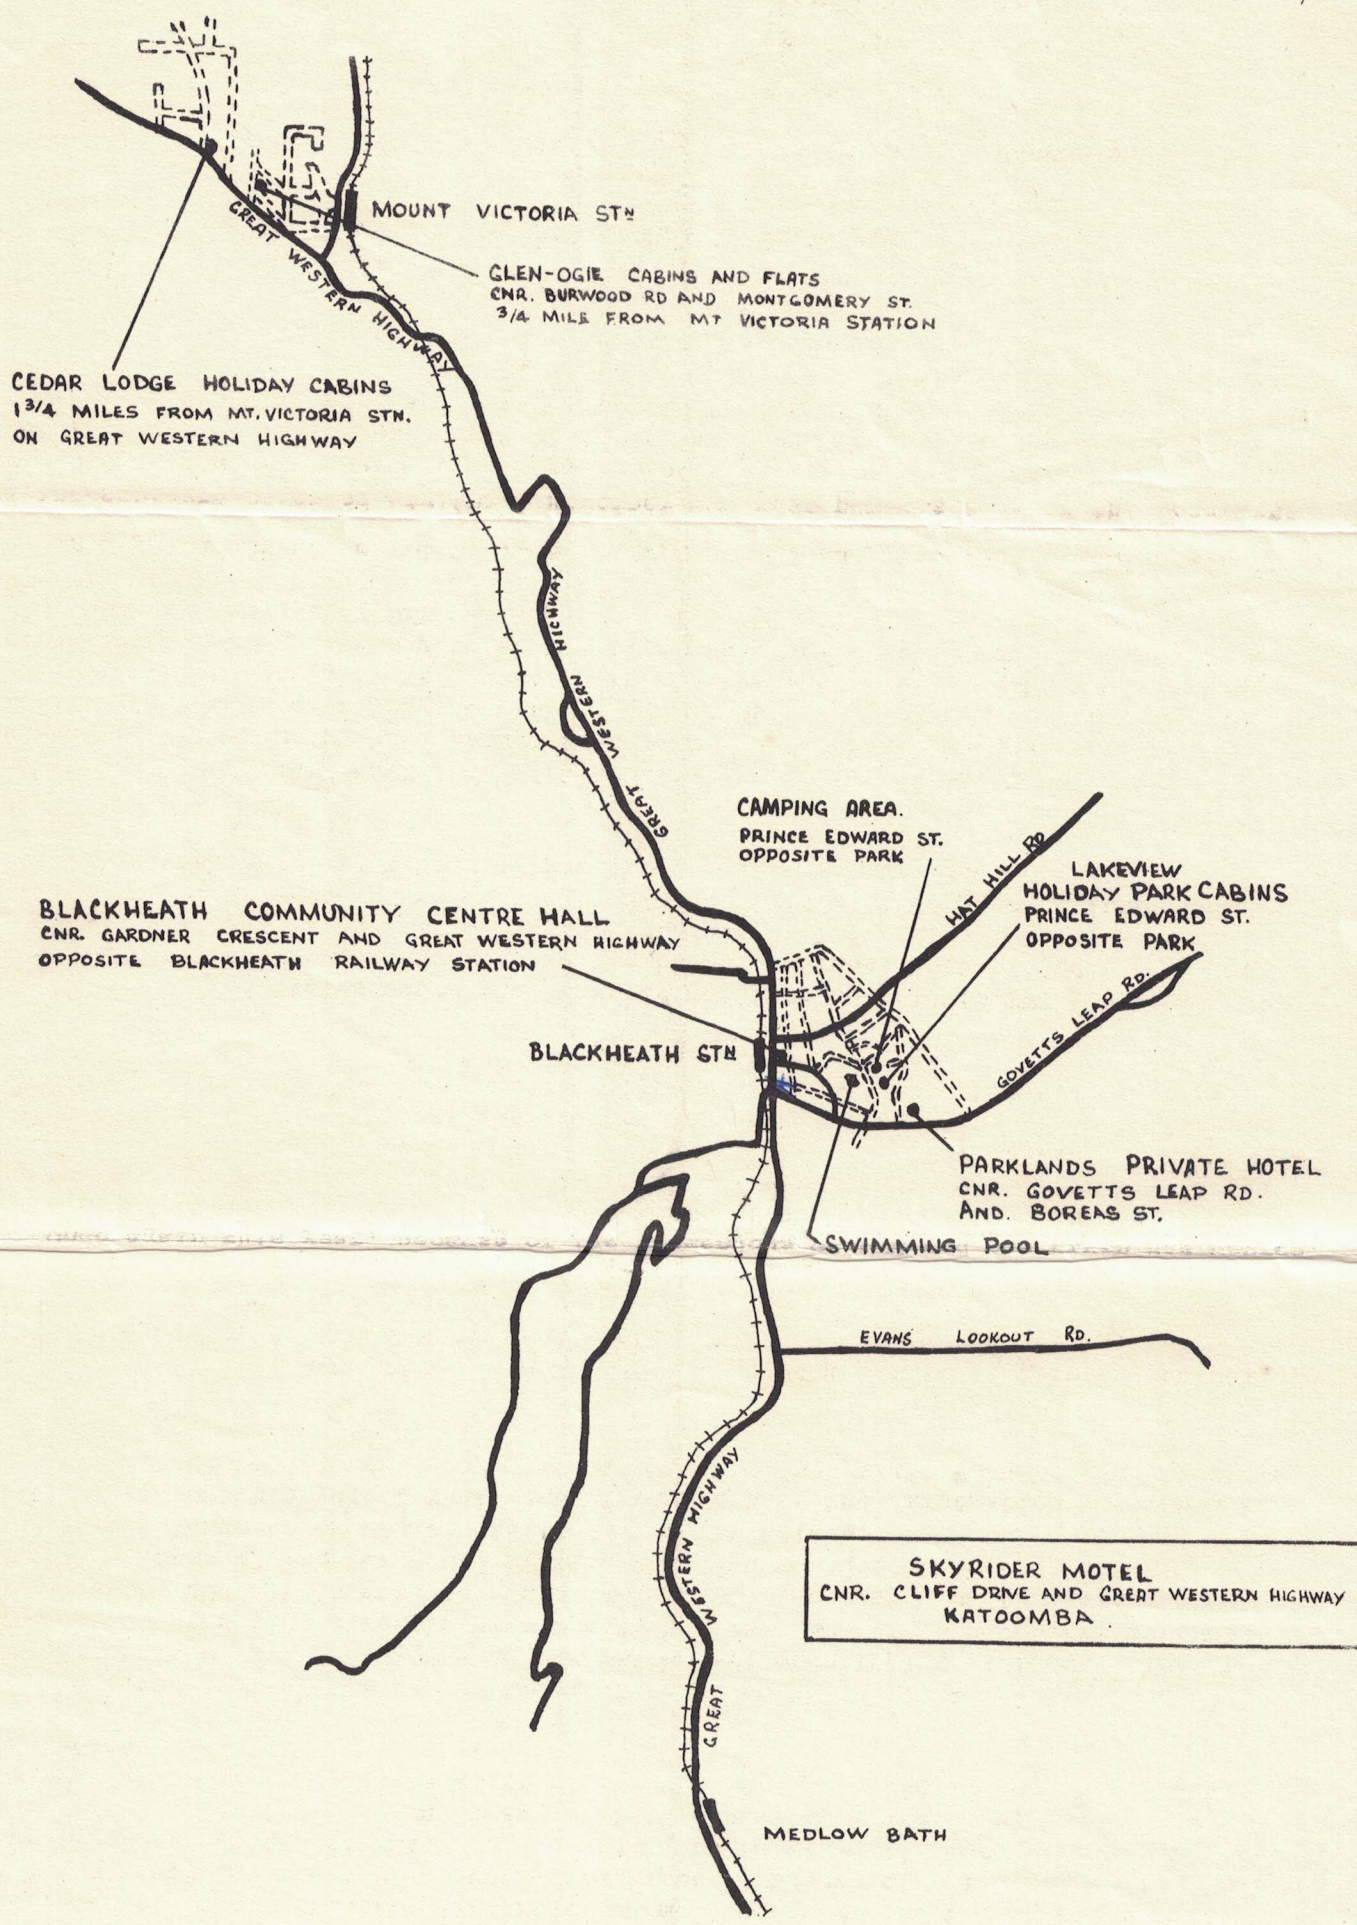 MOUNT VICTORIA STN
GREAT WESTERN HIGHWAY
GLEN-OGIE CABINS AND FLATS
CNR. BURWOOD RD AND MONTGOMERY ST.
3/4 MILE FROM MT VICTORIA STATION
CEDAR LODGE HOLIDAY CABINS
1 3/4 MILES FROM MT. VICTORIA STN.
ON GREAT WESTERN HIGHWAY
GREAT WESTERN HIGHWAY
CAMPING AREA.
PRINCE EDWARD ST.
OPPOSITE PARK
HAT HILL RD
LAKEVIEW
HOLIDAY PARK CABINS
PRINCE EDWARD ST.
OPPOSITE PARK
BLACKHEATH COMMUNITY CENTRE HALL
CNR. GARDNER CRESCENT AND GREAT WESTERN HIGHWAY
OPPOSITE BLACKHEATH RAILWAY STATION
GOVETTS LEAP RD.
BLACKHEATH STN
PARKLANDS PRIVATE HOTEL
CNR. GOVETTS LEAP RD.
AND. BOREAS ST.
SWIMMING POOL
EVANS LOOKOUT RD.
GREAT WESTERN HIGHWAY
SKYRIDER MOTEL
CNR. CLIFF DRIVE AND GREAT WESTERN HIGHWAY
KATOOMBA.
MEDLOW BATH